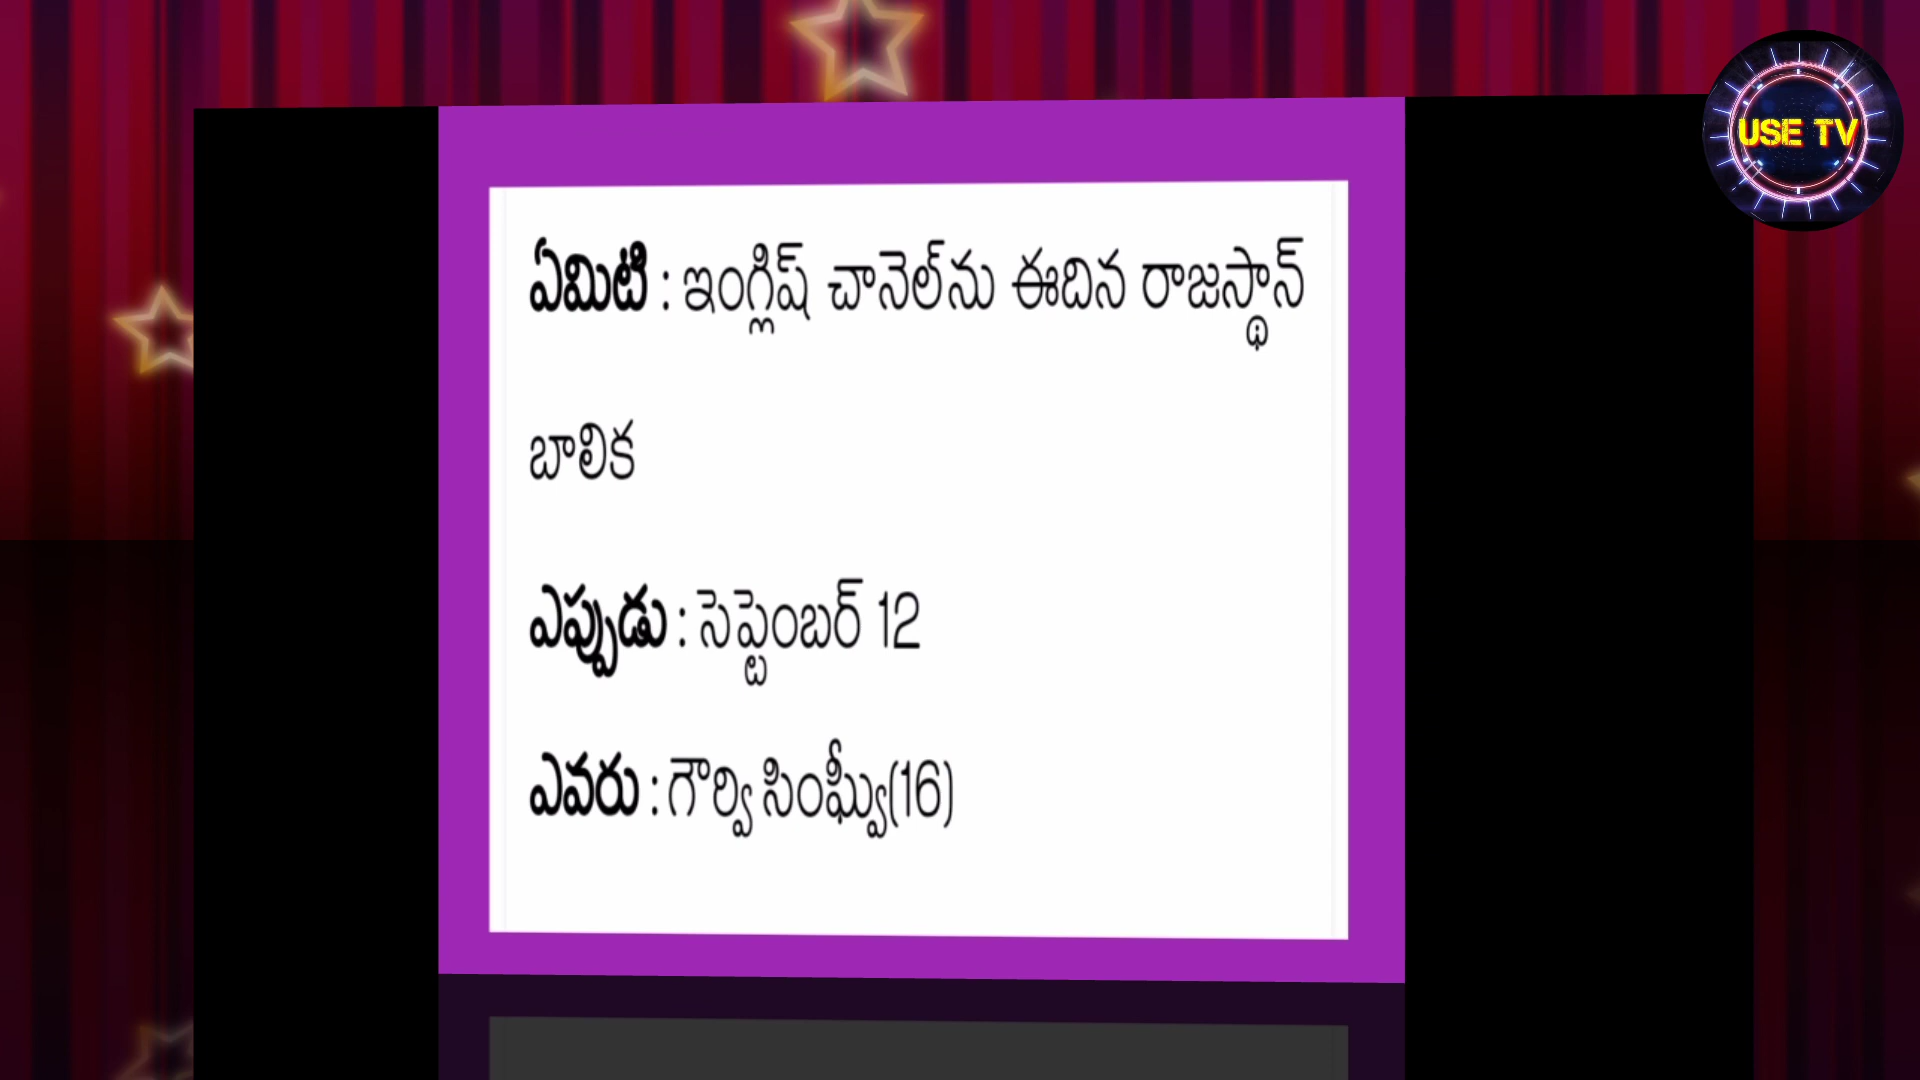 USE TV
ఏమిటి : ఇంగ్లిష్ చానెల్‌ను ఈదిన రాజస్థాన్
బాలిక
ఎప్పుడు : సెప్టెంబర్ 12
ఎవరు : గౌర్వి సింఘ్వీ(16)